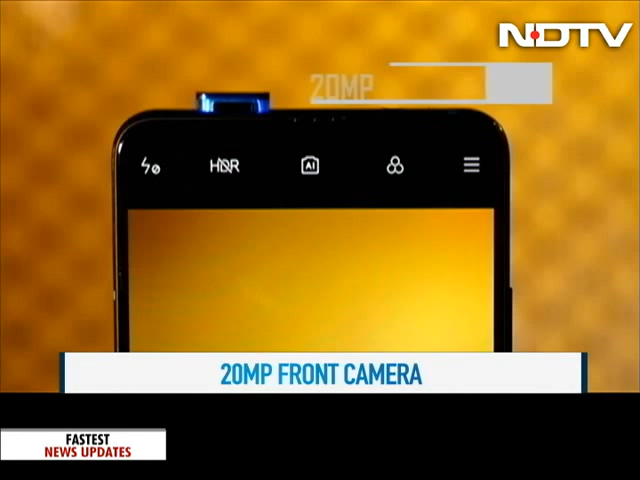 NDTV
20MP
HDR
AI
20MP FRONT CAMERA
FASTEST
NEWS UPDATES